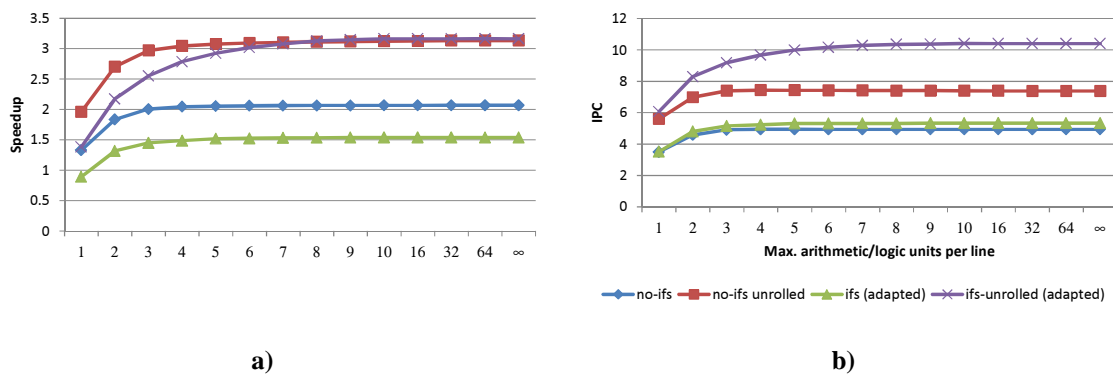 3.5
3
2.5
2
1.5
1
0.5
0
Speedup
1 2 3 4 5 6 7 8 9 10 16 32 64 ∞
a)
12
10
8
6
4
2
0
IPC
1 2 3 4 5 6 7 8 9 10 16 32 64 ∞
Max. arithmetic/logic units per line
no-ifs no-ifs unrolled ifs (adapted) ifs-unrolled (adapted)
b)